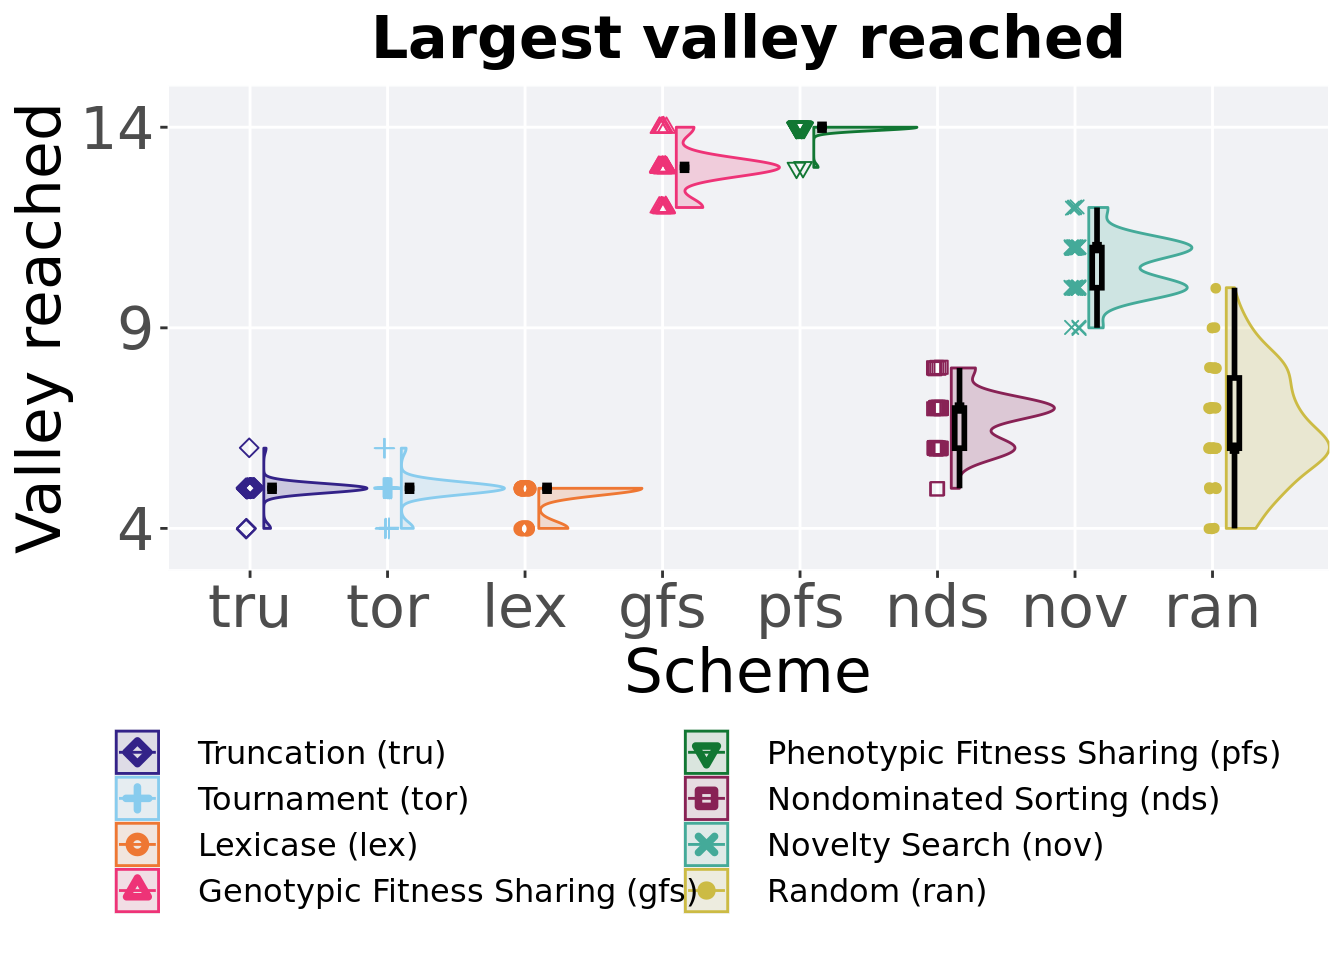 Largest valley reached
Valley reached
14
9
4
tru tor lex gfs pfs nds nov ran
Scheme
Truncation (tru)
Tournament (tor)
Lexicase (lex)
Genotypic Fitness Sharing (gfs)
Phenotypic Fitness Sharing (pfs)
Nondominated Sorting (nds)
Novelty Search (nov)
Random (ran)